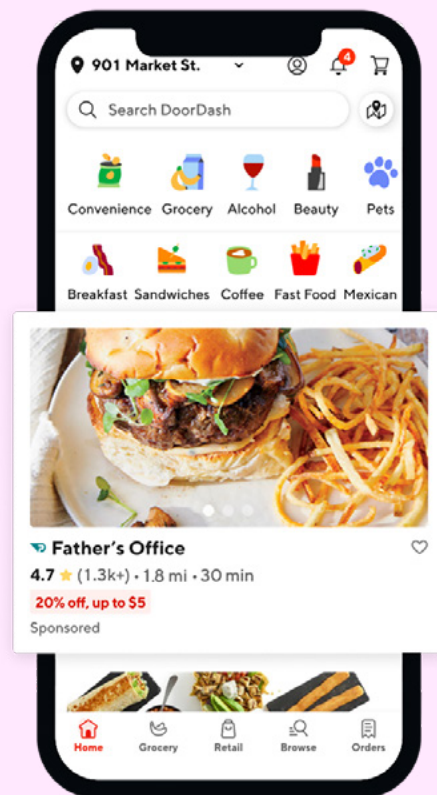 901 Market St.
4
Search DoorDash
Convenience Grocery Alcohol Beauty Pets
Breakfast Sandwiches Coffee Fast Food Mexican
Father's Office
4.7 ★ (1.3k+) • 1.8 mi • 30 min
20% off, up to $5
Sponsored
Home Grocery Retail Browse Orders